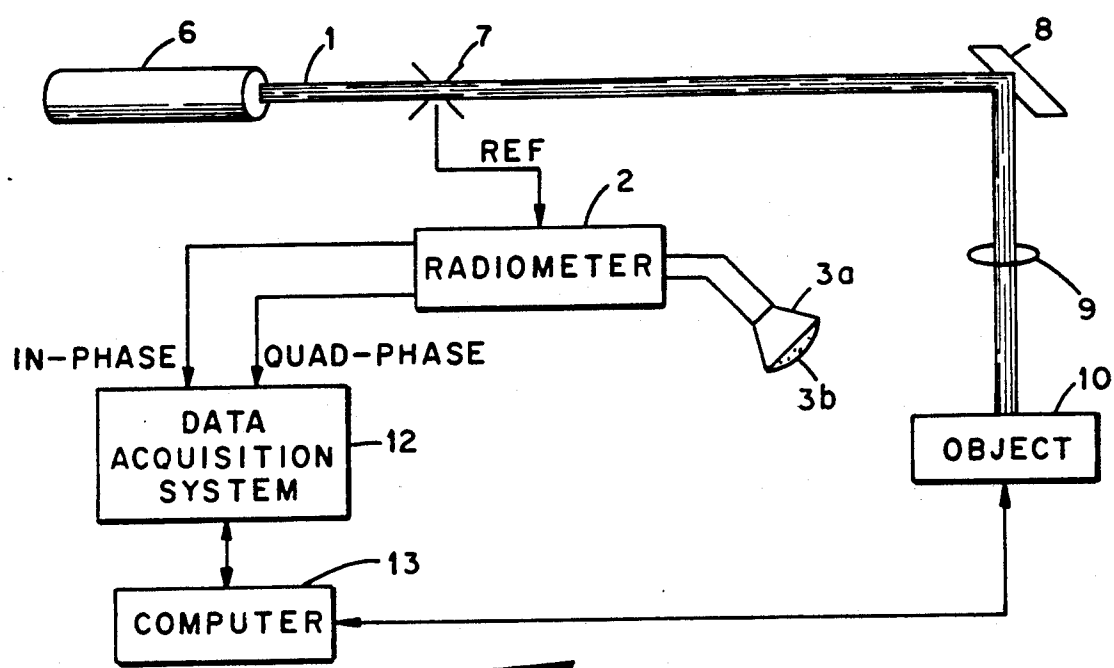 6
1
7
8
REF
2
RADIOMETER
3a
9
IN-PHASE
QUAD-PHASE
3b
10
DATA
ACQUISITION
SYSTEM
12
OBJECT
13
COMPUTER